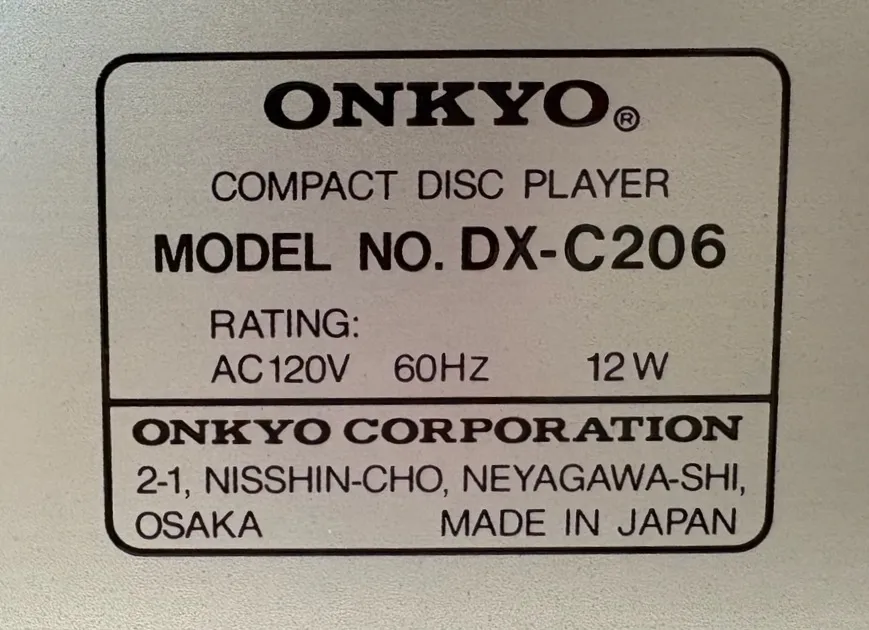 ONKYO®
COMPACT DISC PLAYER
MODEL NO. DX-C206
RATING:
AC120V 60HZ 12W
ONKYO CORPORATION
2-1, NISSHIN-CHO, NEYAGAWA-SHI,
OSAKA MADE IN JAPAN